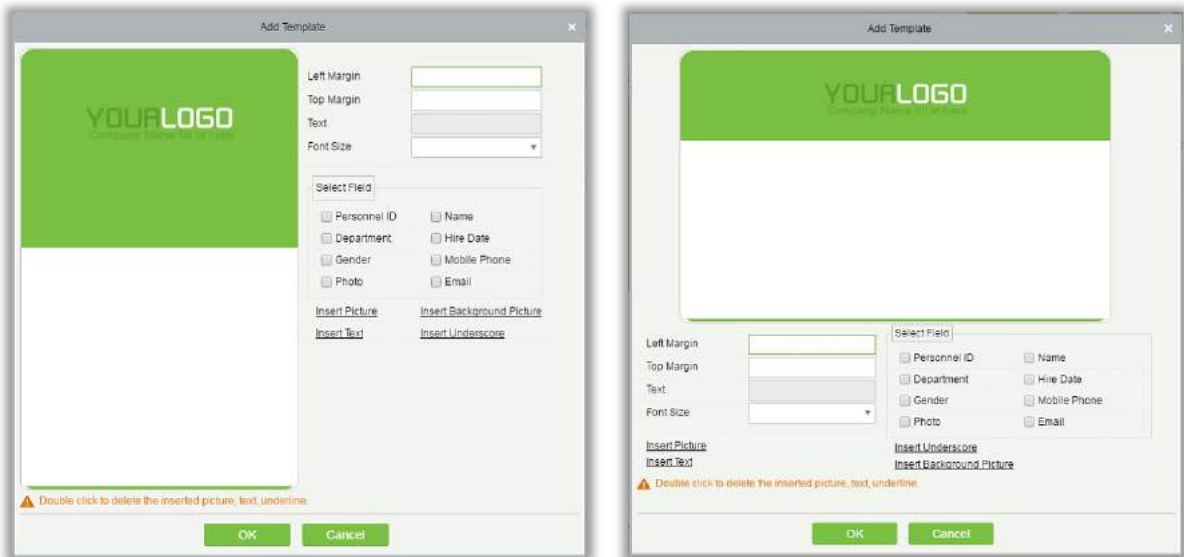 Add Template
YOURLOGO
Left Margin
Top Margin
Text
Font Size
Select Field
Personnel ID Name
Department Hire Date
Gender Mobile Phone
Photo Email
Insert Picture Insert Background Picture
Insert Text Insert Underscore
Double click to delete the inserted picture, text, underline.
OK Cancel
Add Template
YOURLOGO
Left Margin
Top Margin
Text
Font Size
Select Field
Personnel ID Name
Department Hire Date
Gender Mobile Phone
Photo Email
Insert Picture
Insert Text
Insert Underscore
Insert Background Picture
Double click to delete the inserted picture, text, underline.
OK Cancel